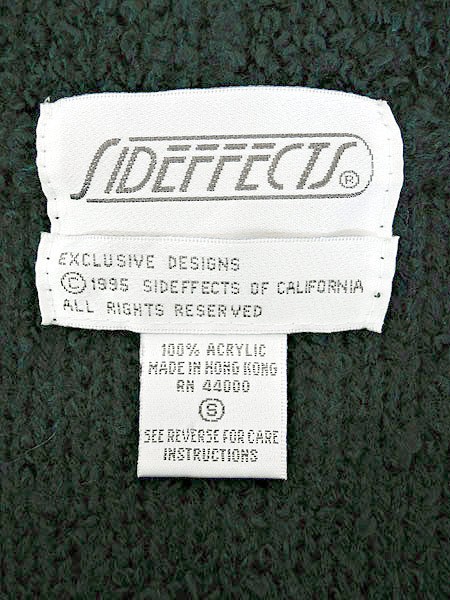 SIDEFFECTS®
EXCLUSIVE DESIGNS
© 1995 SIDEFFECTS OF CALIFORNIA
ALL RIGHTS RESERVED
100% ACRYLIC
MADE IN HONG KONG
RN 44000
S
SEE REVERSE FOR CARE
INSTRUCTIONS